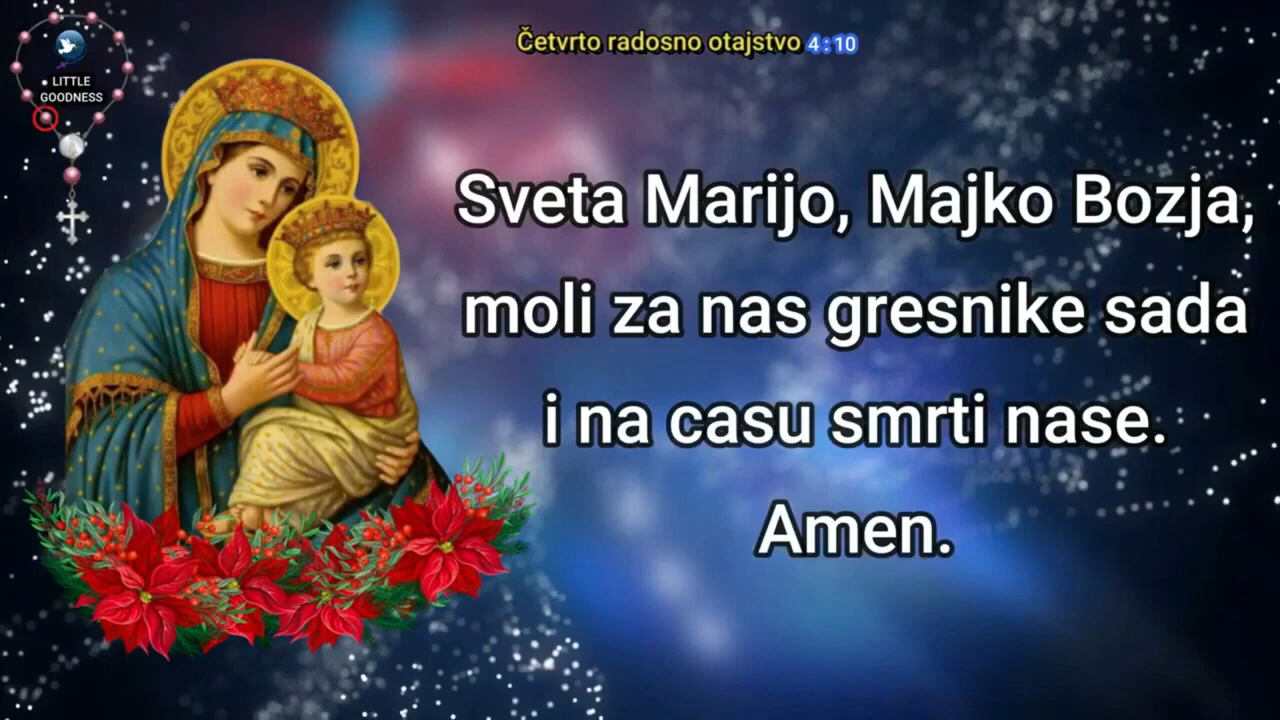 Četvrto radosno otajstvo 4:10
LITTLE
GOODNESS
Sveta Marijo, Majko Bozja,
moli za nas gresnike sada
i na casu smrti nase.
Amen.